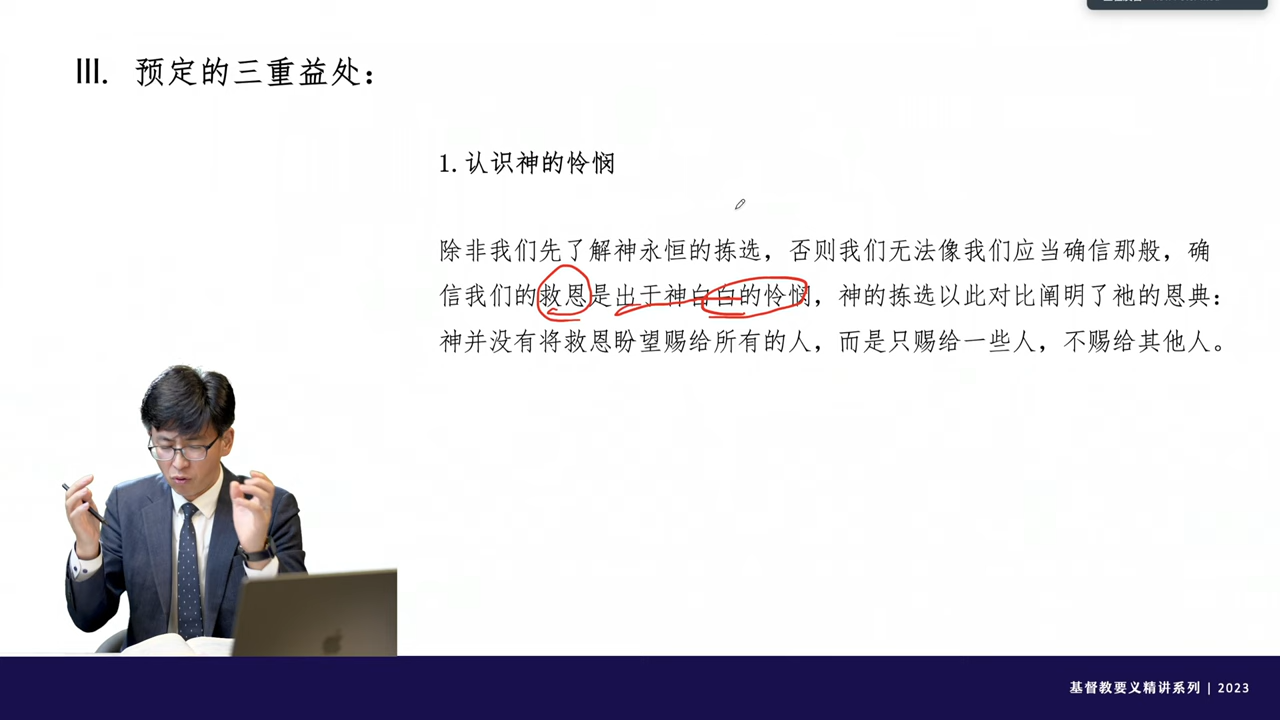 III. 预定的三重益处：
1. 认识神的怜悯
除非我们先了解神永恒的拣选，否则我们无法像我们应当确信那般，确
信我们的救恩是出于神白白的怜悯，神的拣选以此对比阐明了祂的恩典：
神并没有将救恩盼望赐给所有的人，而是只赐给一些人，不赐给其他人。
基督教要义精讲系列 | 2023